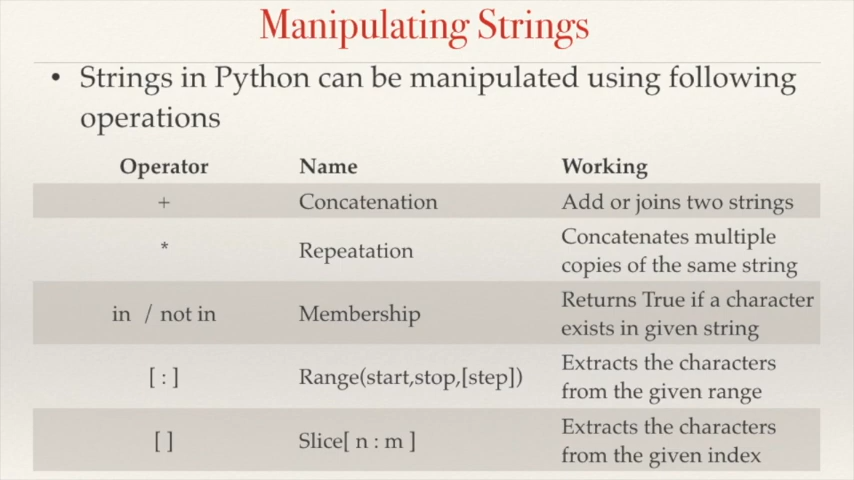 Manipulating Strings
• Strings in Python can be manipulated using following
operations
Operator Name Working
+ Concatenation Add or joins two strings
* Repeatation Concatenates multiple
copies of the same string
in / not in Membership Returns True if a character
exists in given string
[ : ] Range(start,stop,[step]) Extracts the characters
from the given range
[ ] Slice[ n : m ] Extracts the characters
from the given index